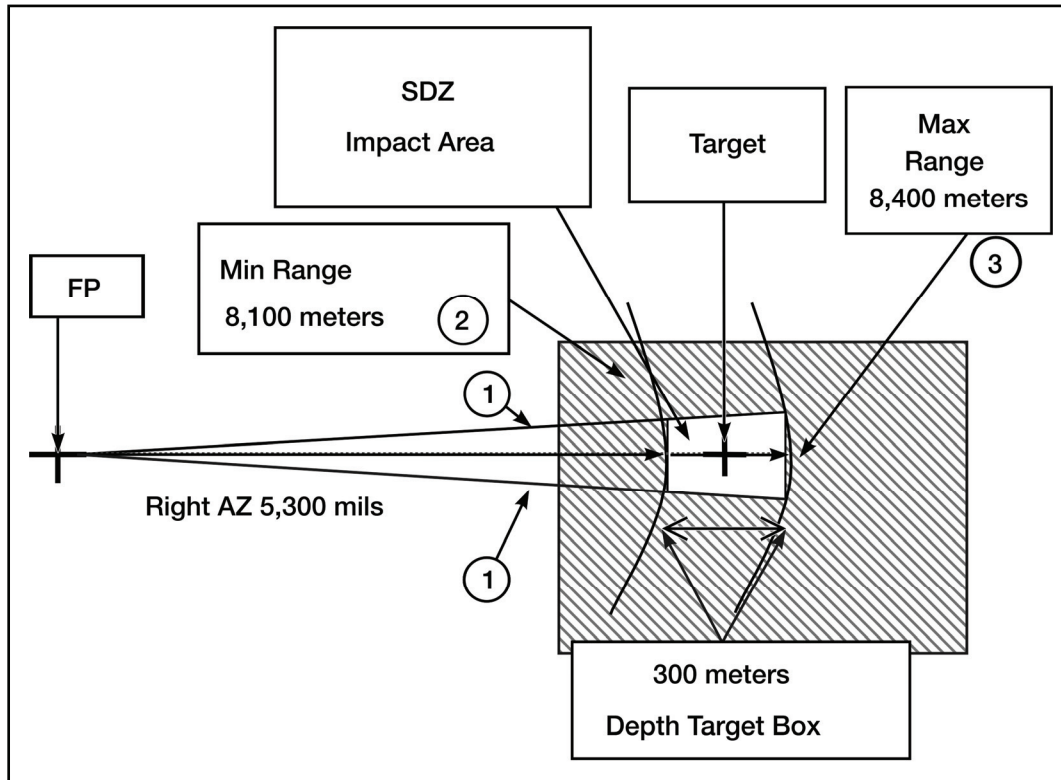 SDZ
Impact Area
Target
Max
Range
8,400 meters
3
Min Range
8,100 meters
2
FP
1
Right AZ 5,300 mils
1
300 meters
Depth Target Box